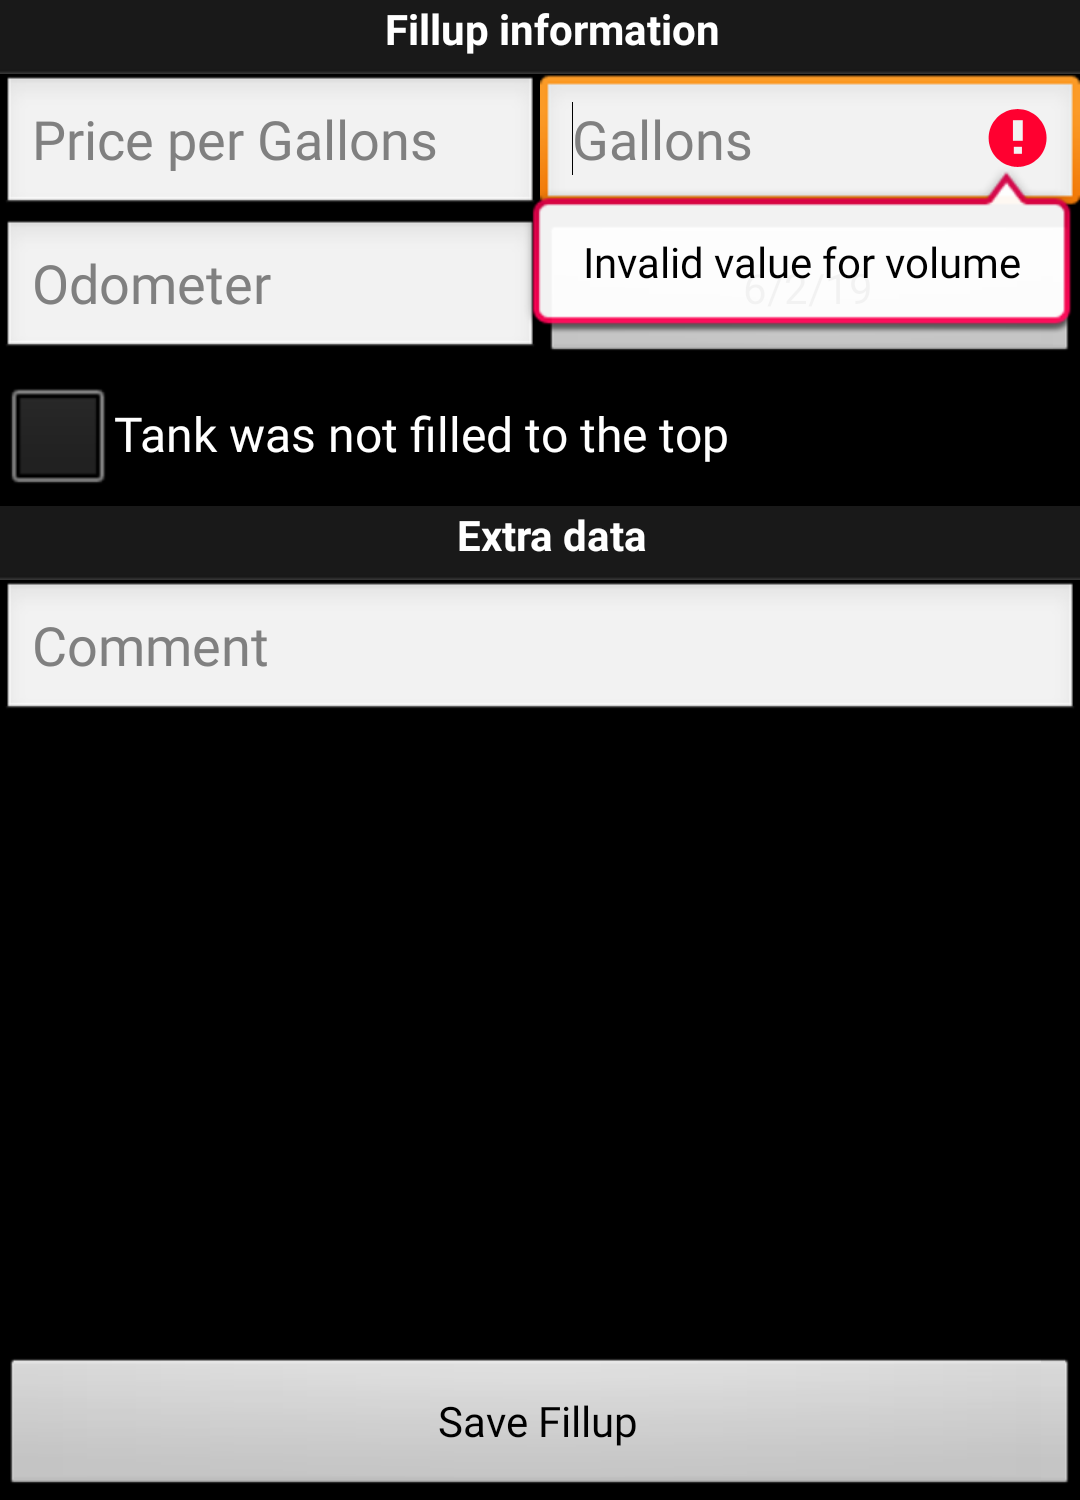 Fillup information
Price per Gallons
Gallons
Invalid value for volume
Odometer
6/2/19
Tank was not filled to the top
Extra data
Comment
Save Fillup